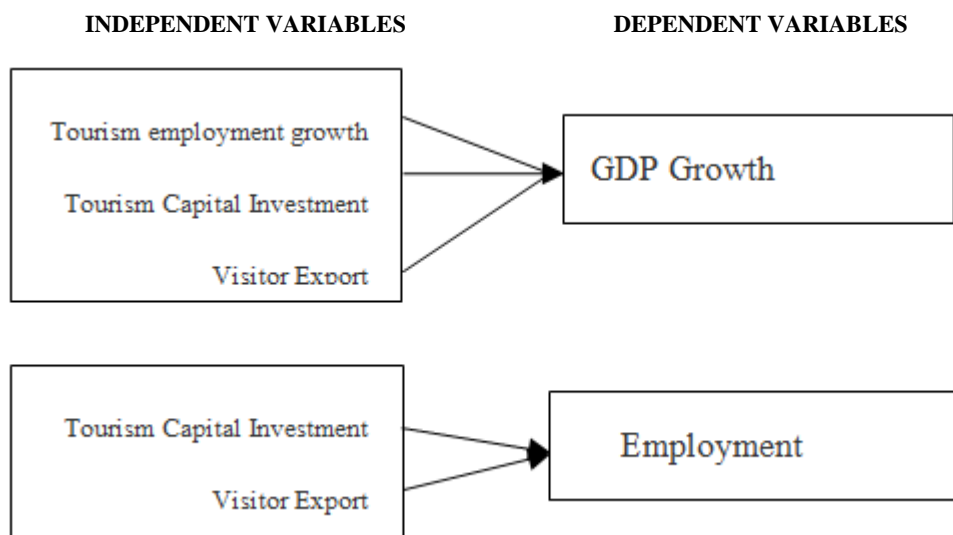 INDEPENDENT VARIABLES
DEPENDENT VARIABLES
Tourism employment growth
Tourism Capital Investment
Visitor Export
GDP Growth
Tourism Capital Investment
Visitor Export
Employment